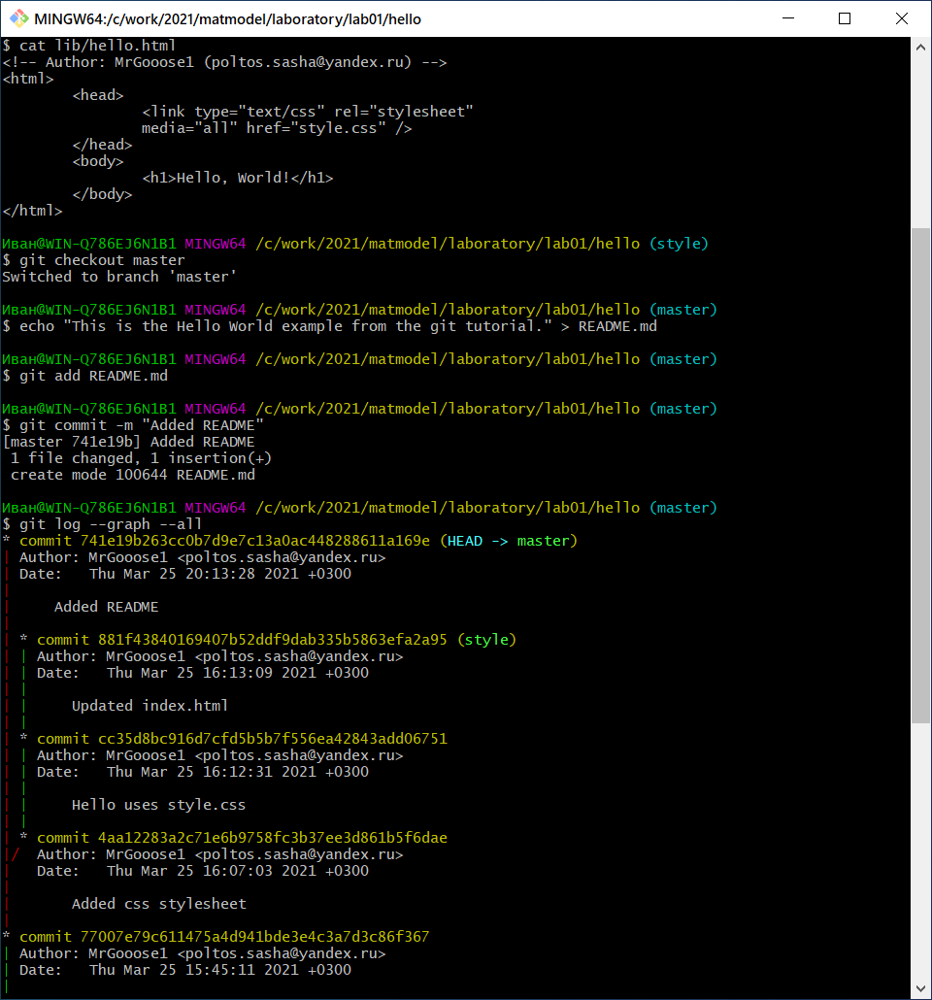 MINGW64:/c/work/2021/matmodel/laboratory/lab01/hello
$ cat lib/hello.html
<!-- Author: MrGooose1 (poltos.sasha@yandex.ru) -->
<html>
        <head>
                <link type="text/css" rel="stylesheet"
                media="all" href="style.css" />
        </head>
        <body>
                <h1>Hello, World!</h1>
        </body>
</html>

Иван@WIN-Q786EJ6N1B1 MINGW64 /c/work/2021/matmodel/laboratory/lab01/hello (style)
$ git checkout master
Switched to branch 'master'

Иван@WIN-Q786EJ6N1B1 MINGW64 /c/work/2021/matmodel/laboratory/lab01/hello (master)
$ echo "This is the Hello World example from the git tutorial." > README.md

Иван@WIN-Q786EJ6N1B1 MINGW64 /c/work/2021/matmodel/laboratory/lab01/hello (master)
$ git add README.md

Иван@WIN-Q786EJ6N1B1 MINGW64 /c/work/2021/matmodel/laboratory/lab01/hello (master)
$ git commit -m "Added README"
[master 741e19b] Added README
 1 file changed, 1 insertion(+)
 create mode 100644 README.md

Иван@WIN-Q786EJ6N1B1 MINGW64 /c/work/2021/matmodel/laboratory/lab01/hello (master)
$ git log --graph --all
* commit 741e19b263cc0b7d9e7c13a0ac448288611a169e (HEAD -> master)
| Author: MrGooose1 <poltos.sasha@yandex.ru>
| Date:   Thu Mar 25 20:13:28 2021 +0300
|
|     Added README
|
| * commit 881f43840169407b52ddf9dab335b5863efa2a95 (style)
| | Author: MrGooose1 <poltos.sasha@yandex.ru>
| | Date:   Thu Mar 25 16:13:09 2021 +0300
| |
| |     Updated index.html
| |
| * commit cc35d8bc916d7cfd5b5b7f556ea42843add06751
| | Author: MrGooose1 <poltos.sasha@yandex.ru>
| | Date:   Thu Mar 25 16:12:31 2021 +0300
| |
| |     Hello uses style.css
| |
| * commit 4aa12283a2c71e6b9758fc3b37ee3d861b5f6dae
|/  Author: MrGooose1 <poltos.sasha@yandex.ru>
|   Date:   Thu Mar 25 16:07:03 2021 +0300
|
|       Added css stylesheet
|
* commit 77007e79c611475a4d941bde3e4c3a7d3c86f367
| Author: MrGooose1 <poltos.sasha@yandex.ru>
| Date:   Thu Mar 25 15:45:11 2021 +0300
|